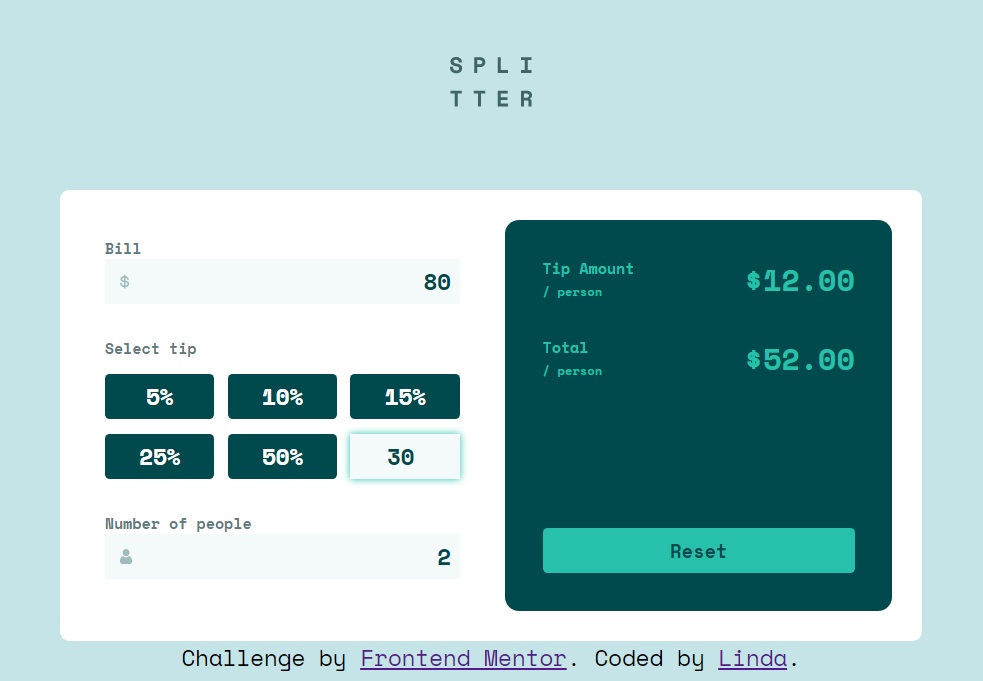 SPLI
TTER
Bill
$
80
Select tip
5%
10%
15%
25%
50%
30
Number of people
2
Tip Amount
/ person
$12.00
Total
/ person
$52.00
Reset
Challenge by Frontend Mentor. Coded by Linda.